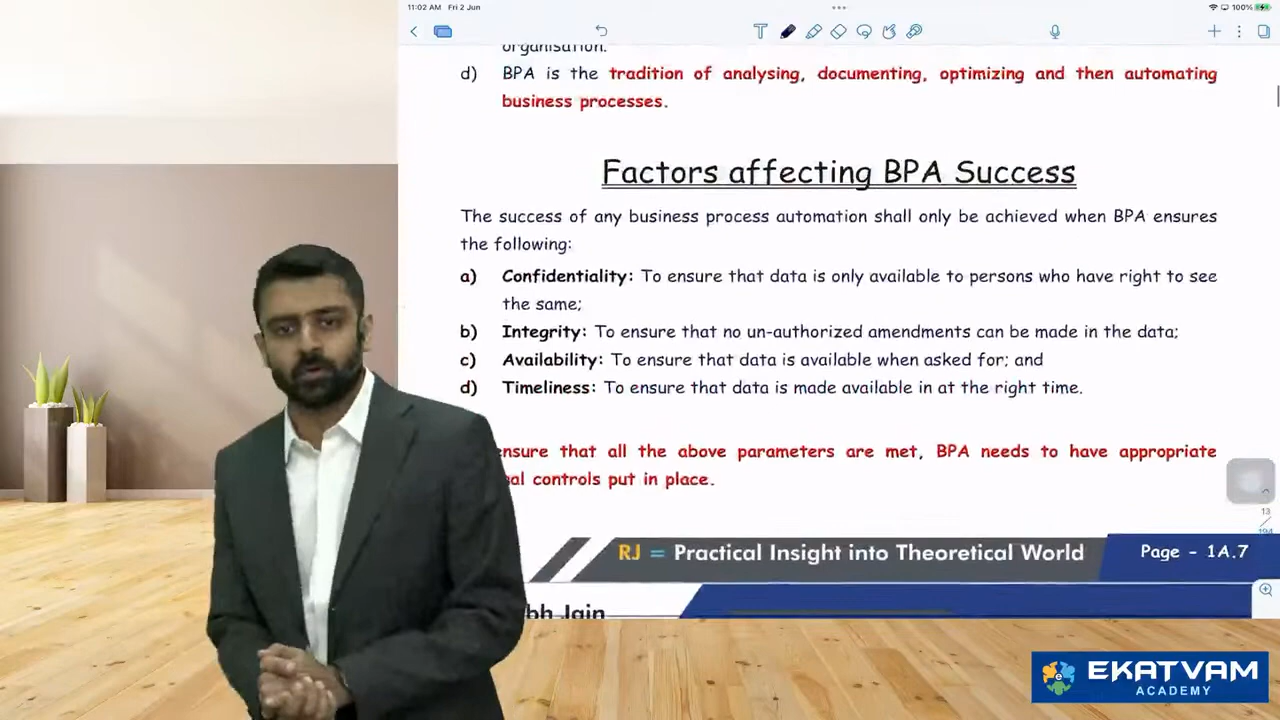 11:02 AM Fri 2 Jun
100%
organisation.
d) BPA is the tradition of analysing, documenting, optimizing and then automating
business processes.
Factors affecting BPA Success
The success of any business process automation shall only be achieved when BPA ensures
the following:
a) Confidentiality: To ensure that data is only available to persons who have right to see
the same;
b) Integrity: To ensure that no un-authorized amendments can be made in the data;
c) Availability: To ensure that data is available when asked for; and
d) Timeliness: To ensure that data is made available in at the right time.
ensure that all the above parameters are met, BPA needs to have appropriate
controls put in place.
13
RJ = Practical Insight into Theoretical World
Page - 1A.7
bh Jain
EKATVAM
ACADEMY